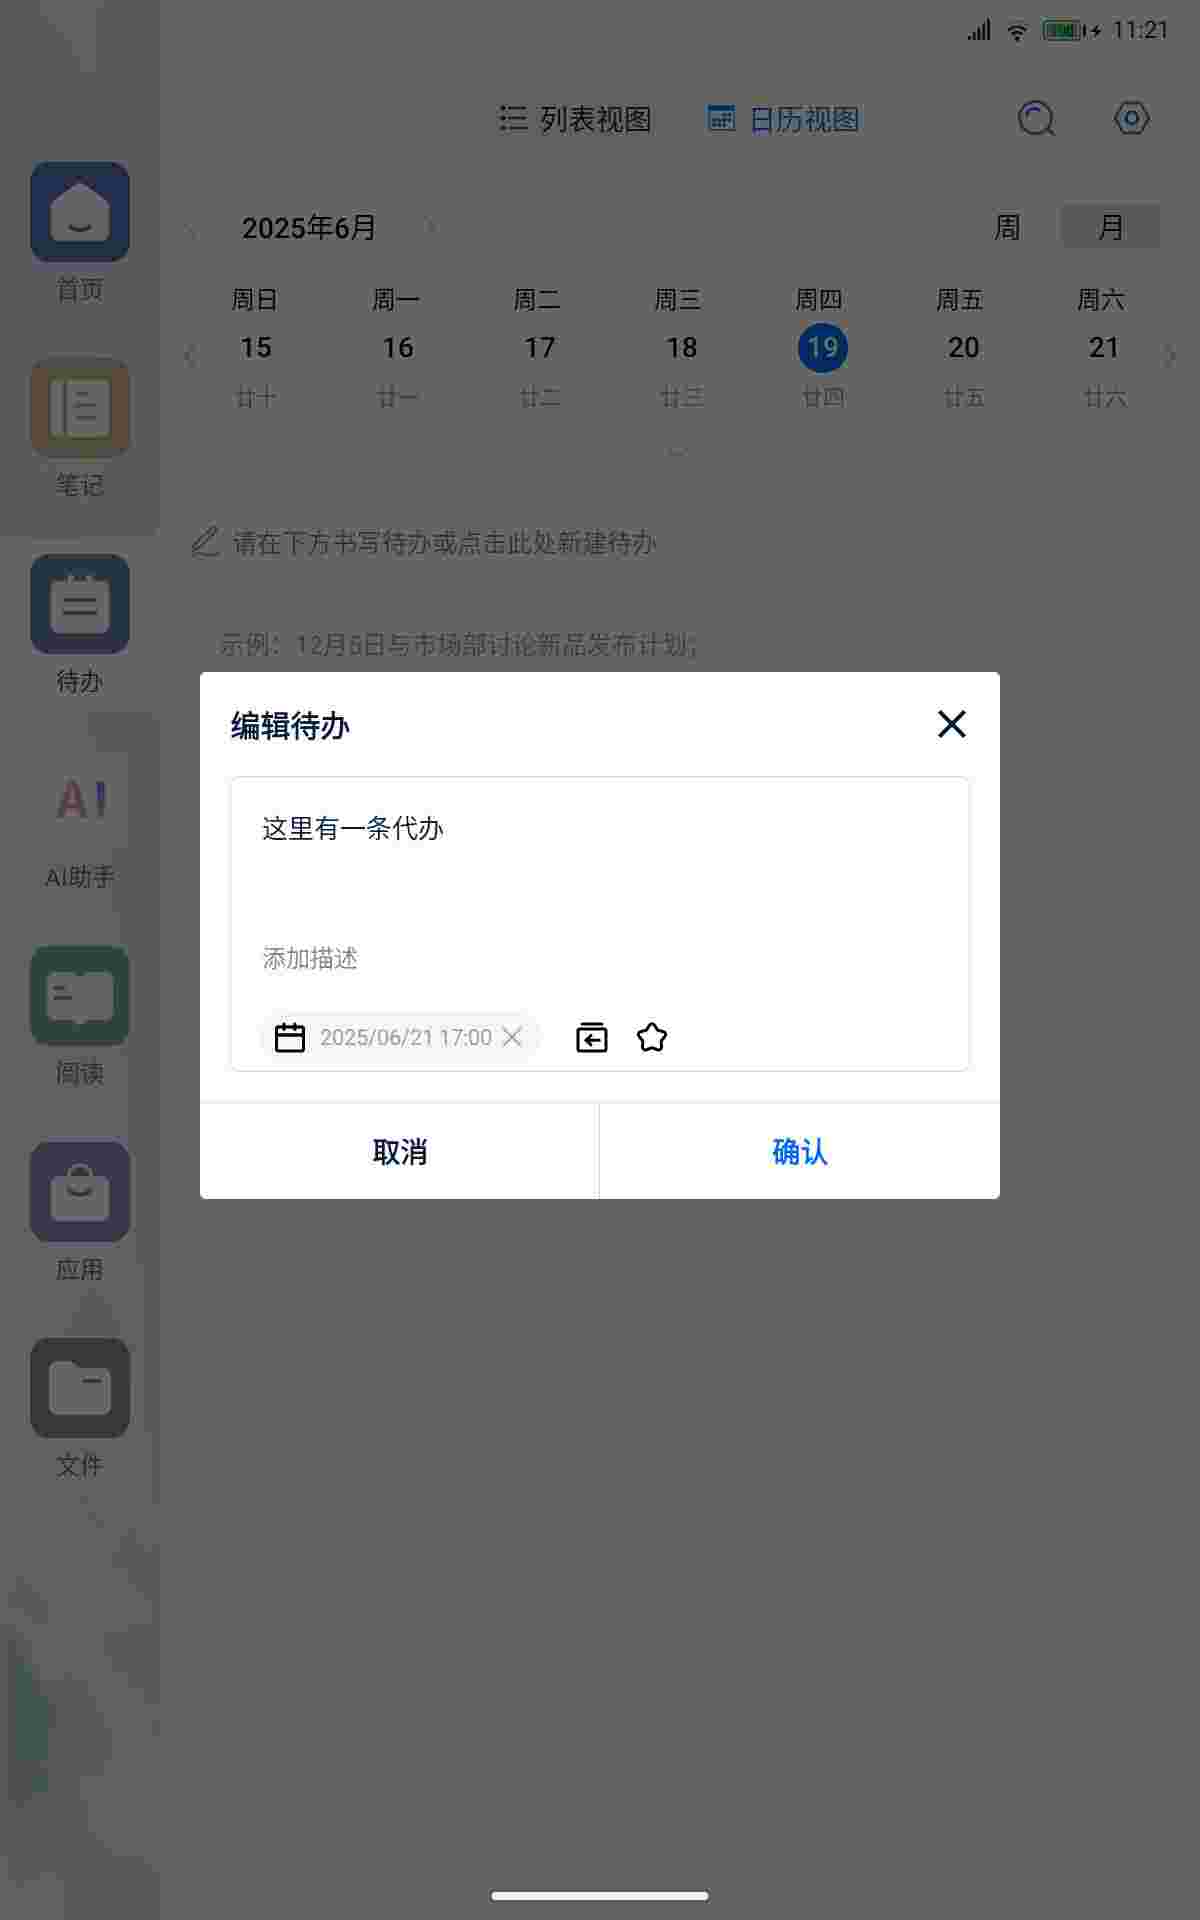 11:21
列表视图
日历视图
2025年6月
周
月
周日 周一 周二 周三 周四 周五 周六
15 16 17 18 19 20 21
廿十 廿一 廿二 廿三 廿四 廿五 廿六
请在下方书写待办或点击此处新建待办
示例：12月6日与市场部讨论新品发布计划；
编辑待办
这里有一条代办
添加描述
2025/06/21 17:00
取消
确认
首页
笔记
待办
AI
AI助手
阅读
应用
文件